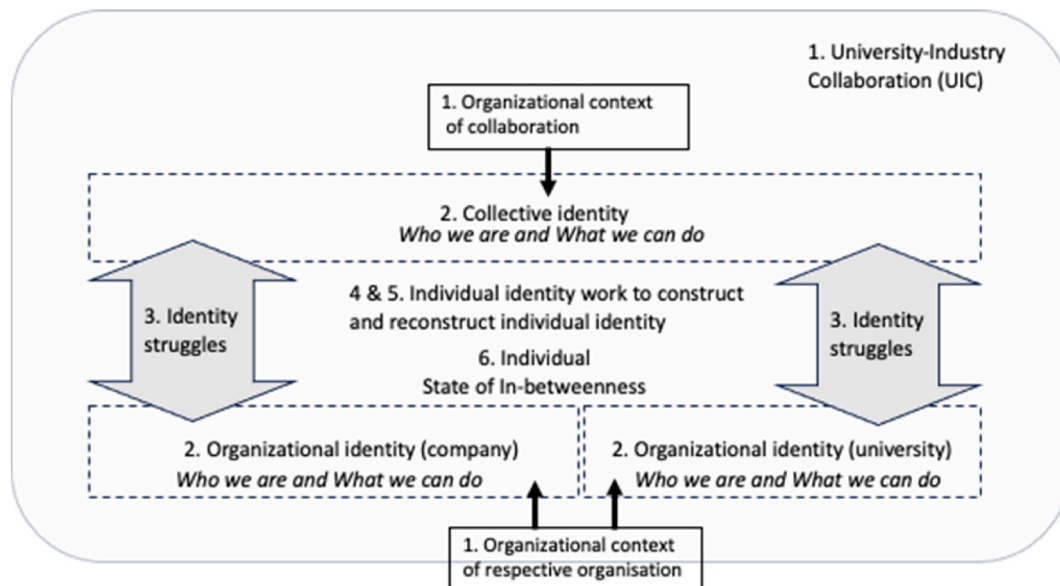 1. University-Industry
Collaboration (UIC)
1. Organizational context
of collaboration
2. Collective identity
Who we are and What we can do
3. Identity
struggles
4 & 5. Individual identity work to construct
and reconstruct individual identity
6. Individual
State of In-betweenness
3. Identity
struggles
2. Organizational identity (company)
Who we are and What we can do
2. Organizational identity (university)
Who we are and What we can do
1. Organizational context
of respective organisation